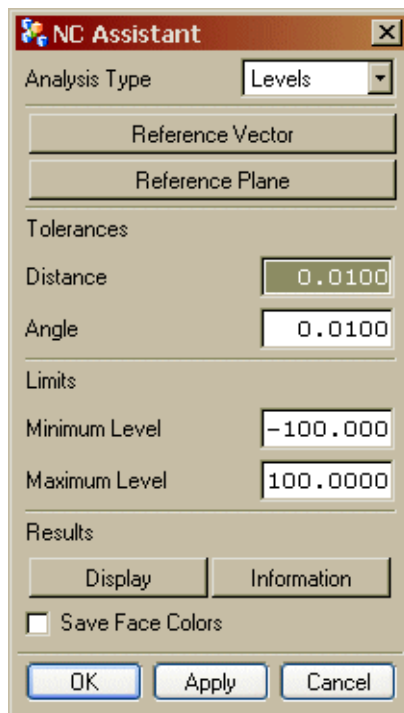 NC Assistant
Analysis Type Levels
Reference Vector
Reference Plane
Tolerances
Distance 0.0100
Angle 0.0100
Limits
Minimum Level -100.000
Maximum Level 100.0000
Results
Display Information
Save Face Colors
OK Apply Cancel